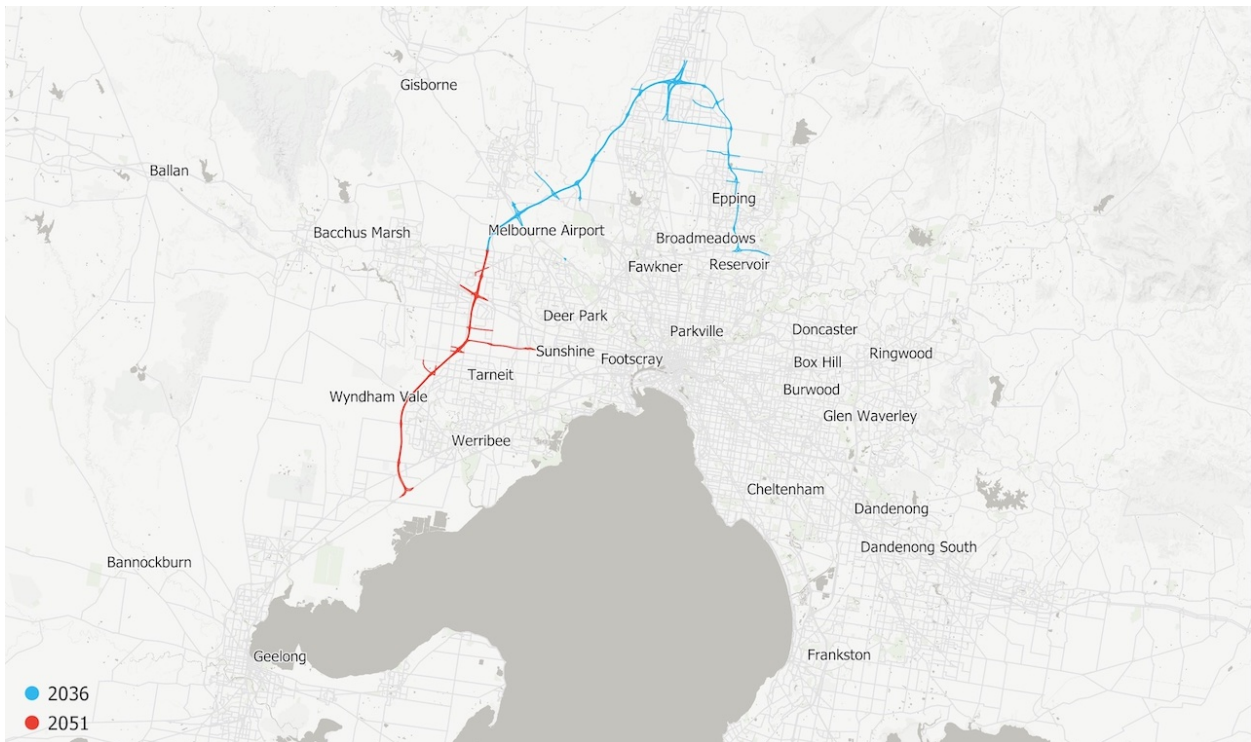 Gisborne
Ballan
Epping
Bacchus Marsh
Melbourne Airport
Broadmeadows
Fawkner
Reservoir
Deer Park
Parkville
Doncaster
Sunshine
Footscray
Box Hill
Ringwood
Tarneit
Burwood
Wyndham Vale
Glen Waverley
Werribee
Cheltenham
Dandenong
Dandenong South
Bannockburn
Geelong
Frankston
2036
2051